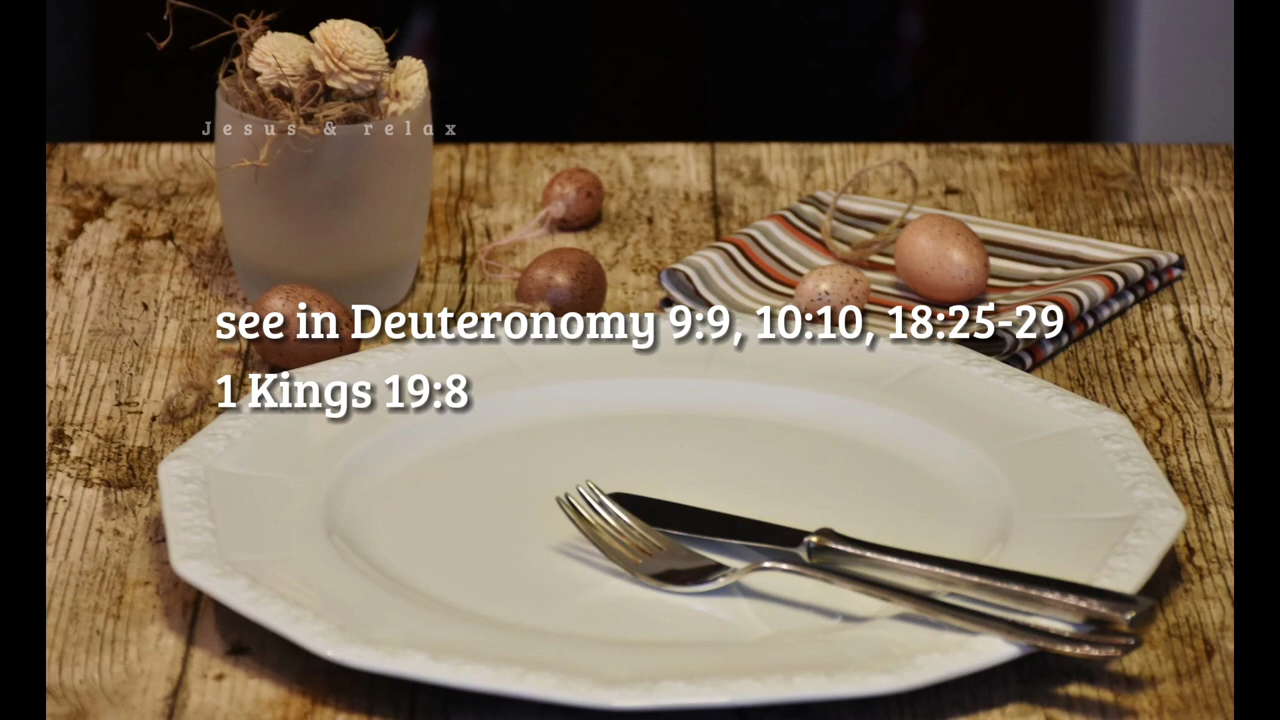 Jesus & relax
see in Deuteronomy 9:9, 10:10, 18:25-29
1 Kings 19:8